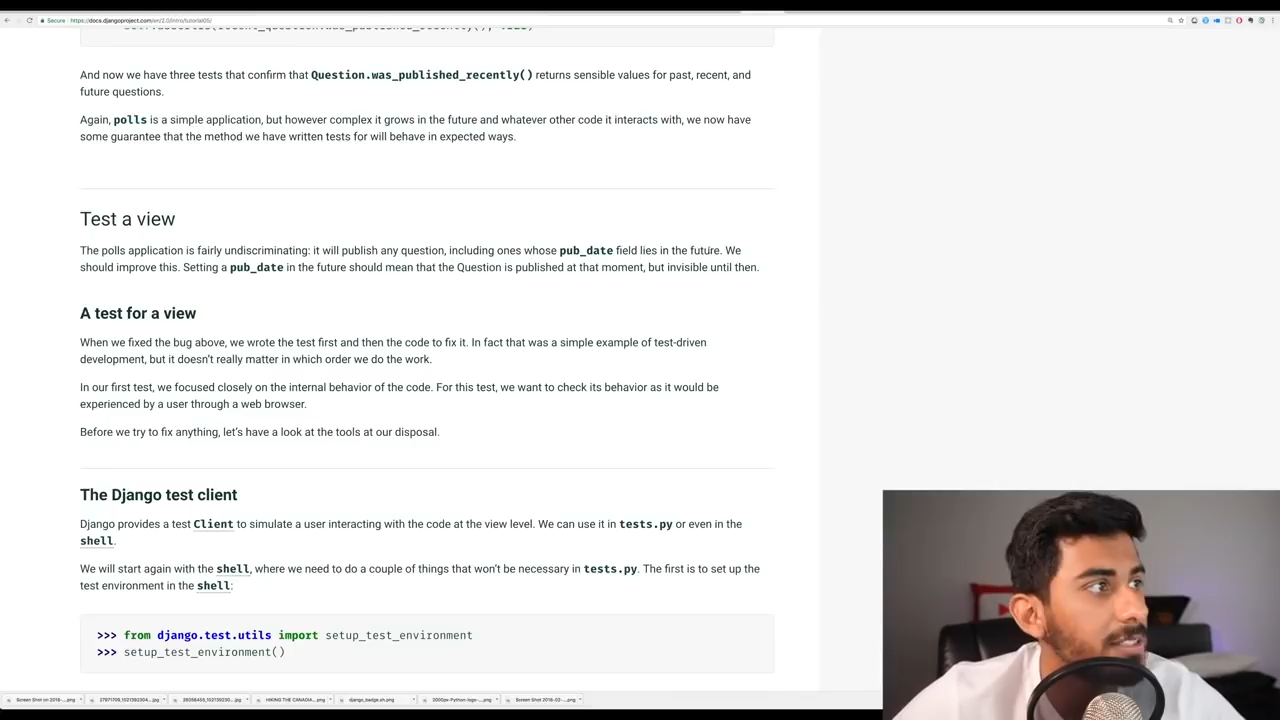 Secure
https://docs.djangoproject.com/en/2.0/intro/tutorial05/
And now we have three tests that confirm that Question.was_published_recently() returns sensible values for past, recent, and
future questions.
Again, polls is a simple application, but however complex it grows in the future and whatever other code it interacts with, we now have
some guarantee that the method we have written tests for will behave in expected ways.
Test a view
The polls application is fairly undiscriminating: it will publish any question, including ones whose pub_date field lies in the future. We
should improve this. Setting a pub_date in the future should mean that the Question is published at that moment, but invisible until then.
A test for a view
When we fixed the bug above, we wrote the test first and then the code to fix it. In fact that was a simple example of test-driven
development, but it doesn't really matter in which order we do the work.
In our first test, we focused closely on the internal behavior of the code. For this test, we want to check its behavior as it would be
experienced by a user through a web browser.
Before we try to fix anything, let's have a look at the tools at our disposal.
The Django test client
Django provides a test Client to simulate a user interacting with the code at the view level. We can use it in tests.py or even in the
shell.
We will start again with the shell, where we need to do a couple of things that won't be necessary in tests.py. The first is to set up the
test environment in the shell:
>>> from django.test.utils import setup_test_environment
>>> setup_test_environment()